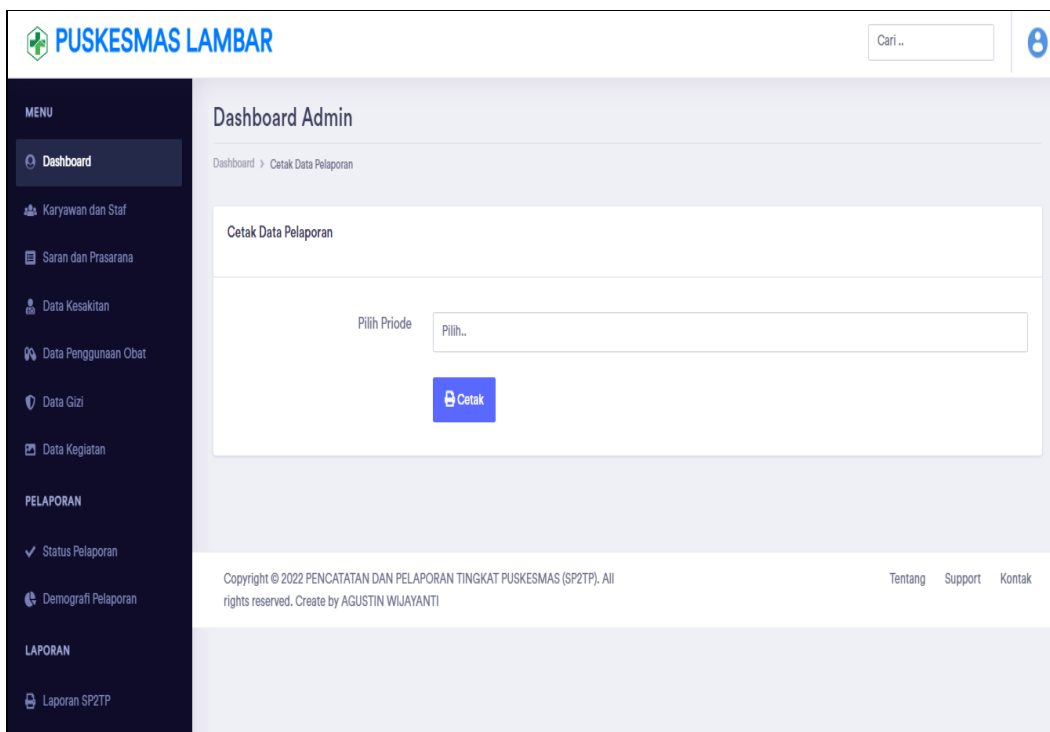 PUSKESMAS LAMBAR
Cari ..
MENU
Dashboard
Karyawan dan Staf
Saran dan Prasarana
Data Kesakitan
Data Penggunaan Obat
Data Gizi
Data Kegiatan
PELAPORAN
Status Pelaporan
Demografi Pelaporan
LAPORAN
Laporan SP2TP
Dashboard Admin
Dashboard > Cetak Data Pelaporan
Cetak Data Pelaporan
Pilih Priode
Pilih..
Cetak
Copyright © 2022 PENCATATAN DAN PELAPORAN TINGKAT PUSKESMAS (SP2TP). All
rights reserved. Create by AGUSTIN WIJAYANTI
Tentang Support Kontak